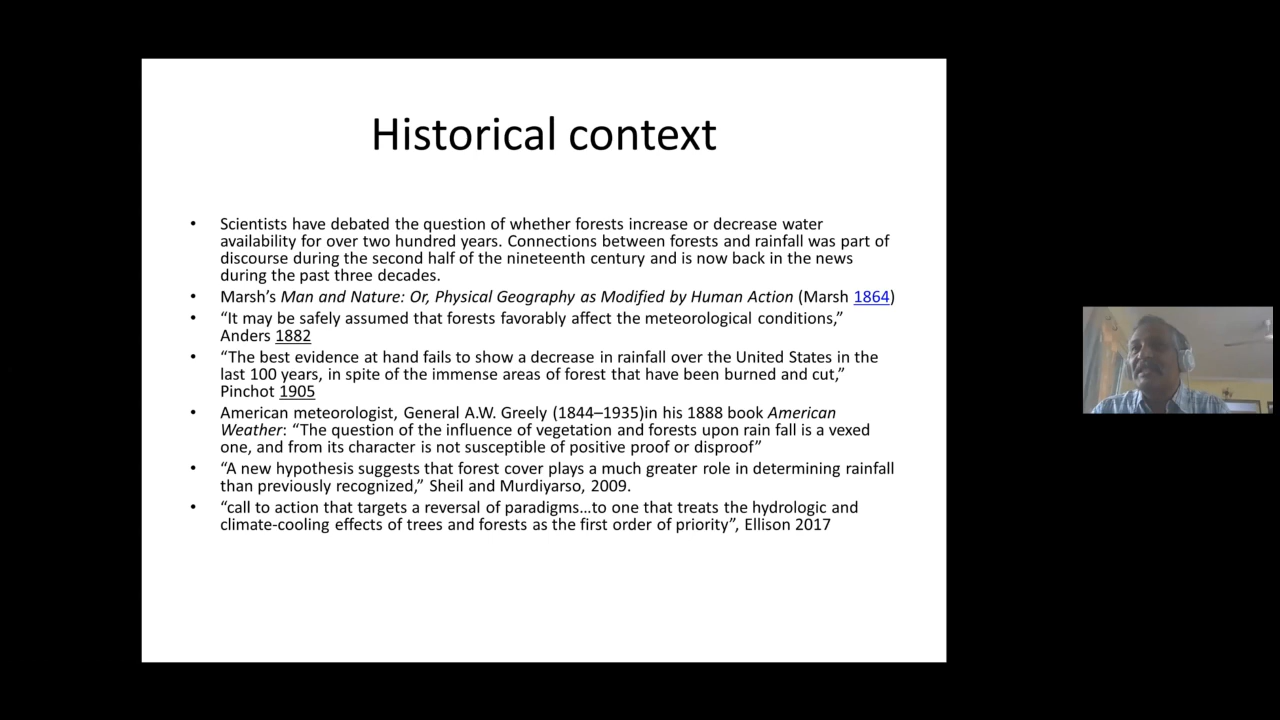 Historical context
• Scientists have debated the question of whether forests increase or decrease water
availability for over two hundred years. Connections between forests and rainfall was part of
discourse during the second half of the nineteenth century and is now back in the news
during the past three decades.
• Marsh’s Man and Nature: Or, Physical Geography as Modified by Human Action (Marsh 1864)
• “It may be safely assumed that forests favorably affect the meteorological conditions,”
Anders 1882
• “The best evidence at hand fails to show a decrease in rainfall over the United States in the
last 100 years, in spite of the immense areas of forest that have been burned and cut,”
Pinchot 1905
• American meteorologist, General A.W. Greely (1844–1935)in his 1888 book American
Weather: “The question of the influence of vegetation and forests upon rain fall is a vexed
one, and from its character is not susceptible of positive proof or disproof”
• “A new hypothesis suggests that forest cover plays a much greater role in determining rainfall
than previously recognized,” Sheil and Murdiyarso, 2009.
• “call to action that targets a reversal of paradigms…to one that treats the hydrologic and
climate-cooling effects of trees and forests as the first order of priority”, Ellison 2017